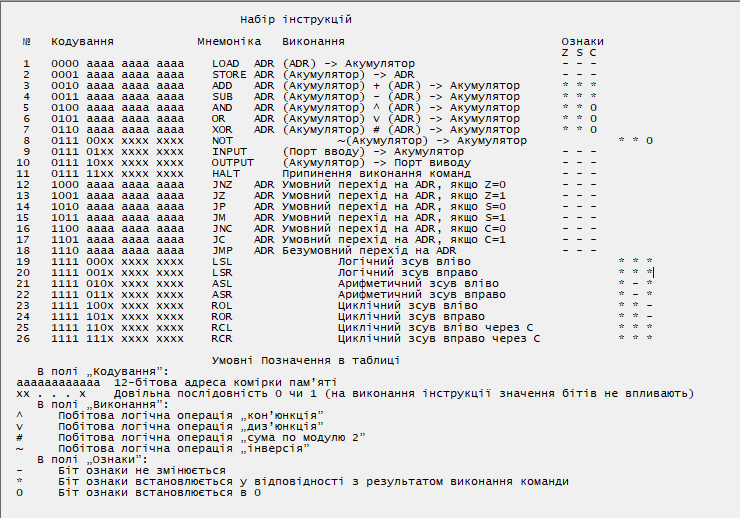 Набір інструкцій
№ Кодування Мнемоніка Виконання Ознаки
Z S C
1 0000 aaaa aaaa aaaa LOAD ADR (ADR) -> Акумулятор - - -
2 0001 aaaa aaaa aaaa STORE ADR (Акумулятор) -> ADR - - -
3 0010 aaaa aaaa aaaa ADD ADR (Акумулятор) + (ADR) -> Акумулятор * * *
4 0011 aaaa aaaa aaaa SUB ADR (Акумулятор) - (ADR) -> Акумулятор * * *
5 0100 aaaa aaaa aaaa AND ADR (Акумулятор) ^ (ADR) -> Акумулятор * * 0
6 0101 aaaa aaaa aaaa OR ADR (Акумулятор) v (ADR) -> Акумулятор * * 0
7 0110 aaaa aaaa aaaa XOR ADR (Акумулятор) # (ADR) -> Акумулятор * * 0
8 0111 00xx xxxx xxxx NOT ~(Акумулятор) -> Акумулятор * * 0
9 0111 01xx xxxx xxxx INPUT (Порт вводу) -> Акумулятор - - -
10 0111 10xx xxxx xxxx OUTPUT (Акумулятор) -> Порт виводу - - -
11 0111 11xx xxxx xxxx HALT Припинення виконання команд - - -
12 1000 aaaa aaaa aaaa JNZ ADR Умовний перехід на ADR, якщо Z=0 - - -
13 1001 aaaa aaaa aaaa JZ ADR Умовний перехід на ADR, якщо Z=1 - - -
14 1010 aaaa aaaa aaaa JP ADR Умовний перехід на ADR, якщо S=0 - - -
15 1011 aaaa aaaa aaaa JM ADR Умовний перехід на ADR, якщо S=1 - - -
16 1100 aaaa aaaa aaaa JNC ADR Умовний перехід на ADR, якщо C=0 - - -
17 1101 aaaa aaaa aaaa JC ADR Умовний перехід на ADR, якщо C=1 - - -
18 1110 aaaa aaaa aaaa JMP ADR Безумовний перехід на ADR - - -
19 1111 000x xxxx xxxx LSL Логічний зсув вліво * * *
20 1111 001x xxxx xxxx LSR Логічний зсув вправо * * *
21 1111 010x xxxx xxxx ASL Арифметичний зсув вліво * - *
22 1111 011x xxxx xxxx ASR Арифметичний зсув вправо * - *
23 1111 100x xxxx xxxx ROL Циклічний зсув вліво * * -
24 1111 101x xxxx xxxx ROR Циклічний зсув вправо * * -
25 1111 110x xxxx xxxx RCL Циклічний зсув вліво через C * * *
26 1111 111x xxxx xxxx RCR Циклічний зсув вправо через C * * *
Умовні Позначення в таблиці
В полі „Кодування”:
aaaaaaaaaaaa 12-бітова адреса комірки пам’яті
xx . . . x Довільна послідовність 0 чи 1 (на виконання інструкції значення бітів не впливають)
В полі „Виконання”:
^ Побітова логічна операція „кон’юнкція”
v Побітова логічна операція „диз’юнкція”
# Побітова логічна операція „сума по модулю 2”
~ Побітова логічна операція „інверсія”
В полі „Ознаки”:
- Біт ознаки не змінюється
* Біт ознаки встановлюється у відповідності з результатом виконання команди
0 Біт ознаки встановлюється в 0